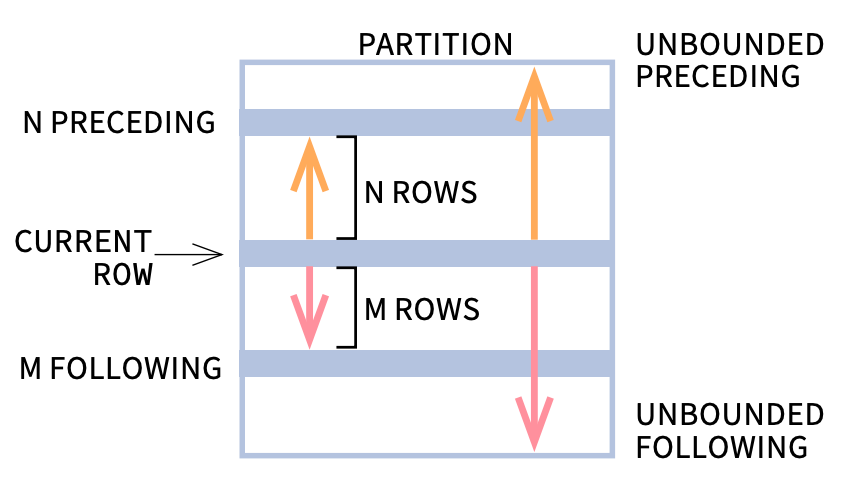 PARTITION
UNBOUNDED
PRECEDING
N PRECEDING
N ROWS
CURRENT
ROW
M ROWS
M FOLLOWING
UNBOUNDED
FOLLOWING